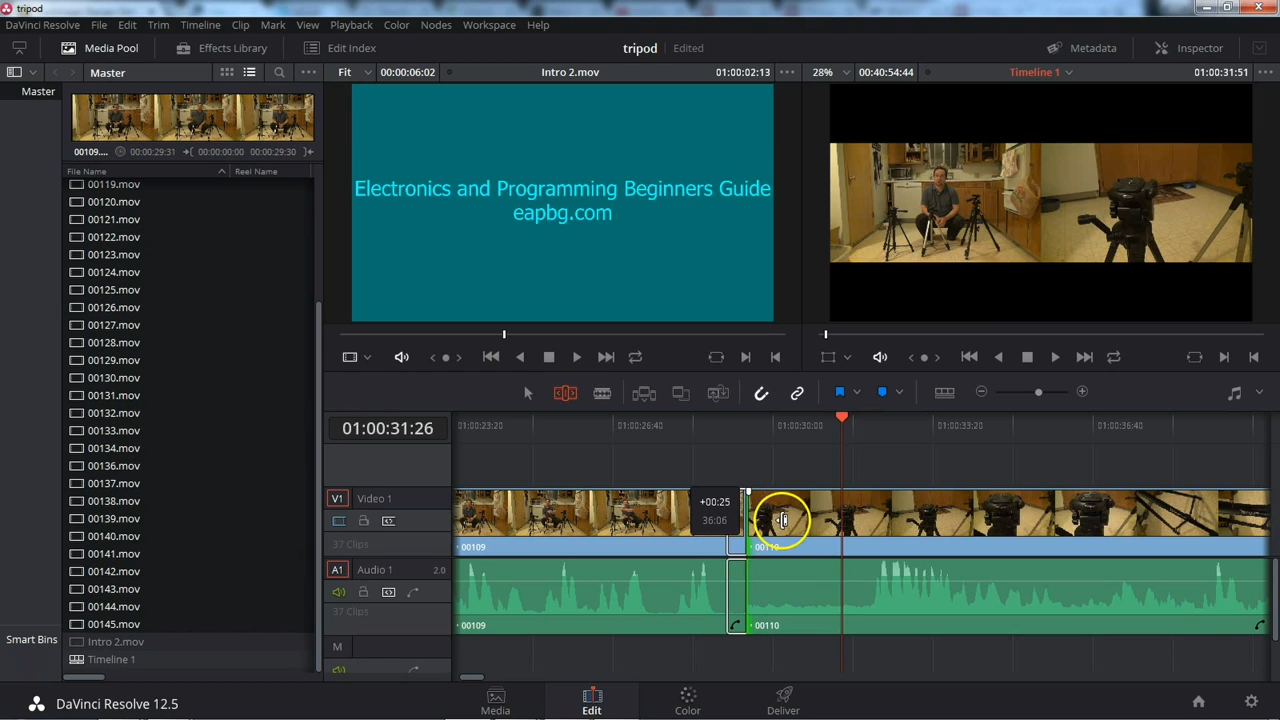 tripod
DaVinci Resolve File Edit Trim Timeline Clip Mark View Playback Color Nodes Workspace Help
Media Pool Effects Library Edit Index tripod Edited Metadata Inspector
Master Fit 00:00:06:02 Intro 2.mov 01:00:02:13 28% 00:40:54:44 Timeline 1 01:00:31:51
Master
00109.... 00:00:29:31 00:00:00:00 00:00:29:30
File Name Reel Name
00119.mov
00120.mov
00121.mov
00122.mov
00123.mov
00124.mov
00125.mov
00126.mov
00127.mov
00128.mov
00129.mov
00130.mov
00131.mov
00132.mov
00133.mov
00134.mov
00136.mov
00137.mov
00138.mov
00139.mov
00140.mov
00141.mov
00142.mov
00143.mov
00144.mov
00145.mov
Intro 2.mov
Timeline 1
Smart Bins
Electronics and Programming Beginners Guide
eapbg.com
01:00:31:26 01:00:23:20 01:00:26:40 01:00:30:00 01:00:33:20 01:00:36:40
V1 Video 1
37 Clips
+00:25
36:06
00109 00110
A1 Audio 1 2.0
37 Clips
00109 00110
M
DaVinci Resolve 12.5 Media Edit Color Deliver